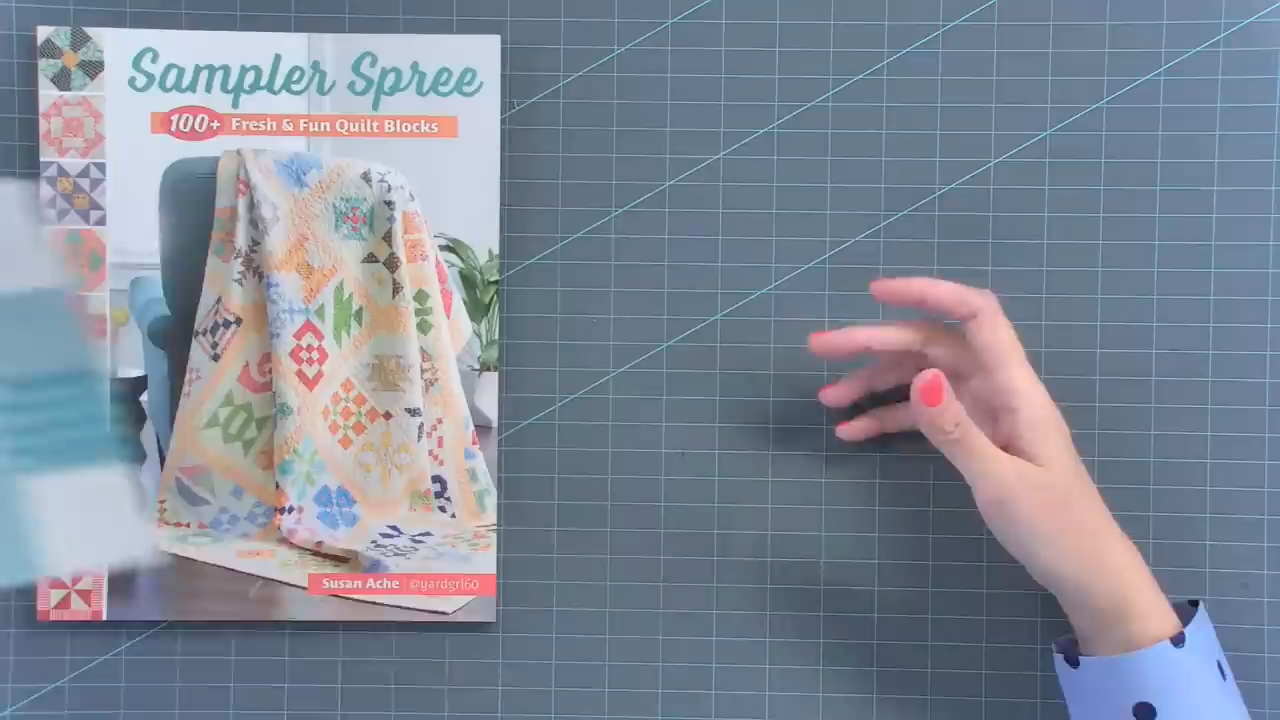 Sampler Spree
100+ Fresh & Fun Quilt Blocks
Susan Ache | @yardgrl60